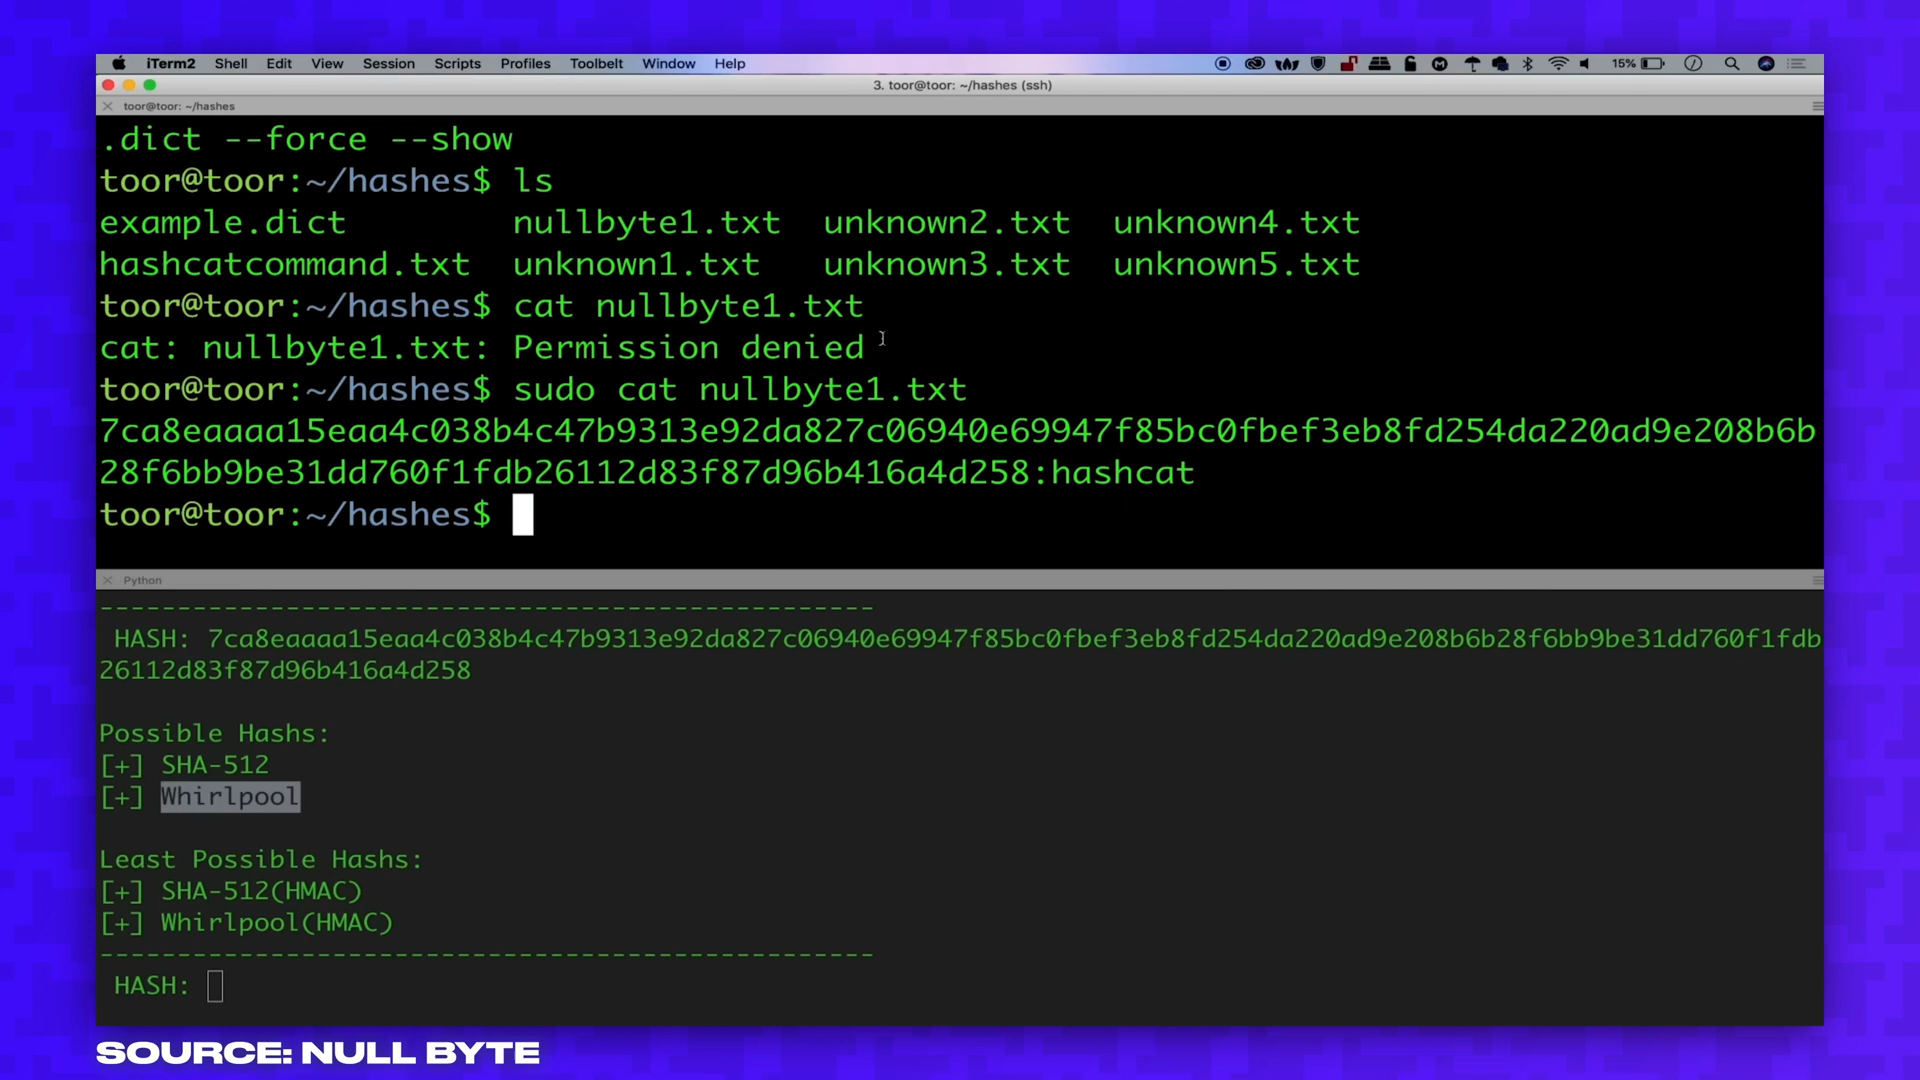 iTerm2 Shell Edit View Session Scripts Profiles Toolbelt Window Help 15%
3. toor@toor: ~/hashes (ssh)
toor@toor: ~/hashes
.dict --force --show
toor@toor:~/hashes$ ls
example.dict nullbyte1.txt unknown2.txt unknown4.txt
hashcatcommand.txt unknown1.txt unknown3.txt unknown5.txt
toor@toor:~/hashes$ cat nullbyte1.txt
cat: nullbyte1.txt: Permission denied
toor@toor:~/hashes$ sudo cat nullbyte1.txt
7ca8eaaaa15eaa4c038b4c47b9313e92da827c06940e69947f85bc0fbef3eb8fd254da220ad9e208b6b
28f6bb9be31dd760f1fdb26112d83f87d96b416a4d258:hashcat
toor@toor:~/hashes$
Python
--------------------------------------------------
HASH: 7ca8eaaaa15eaa4c038b4c47b9313e92da827c06940e69947f85bc0fbef3eb8fd254da220ad9e208b6b28f6bb9be31dd760f1fdb
26112d83f87d96b416a4d258
Possible Hashs:
[+] SHA-512
[+] Whirlpool
Least Possible Hashs:
[+] SHA-512(HMAC)
[+] Whirlpool(HMAC)
--------------------------------------------------
HASH:
SOURCE: NULL BYTE